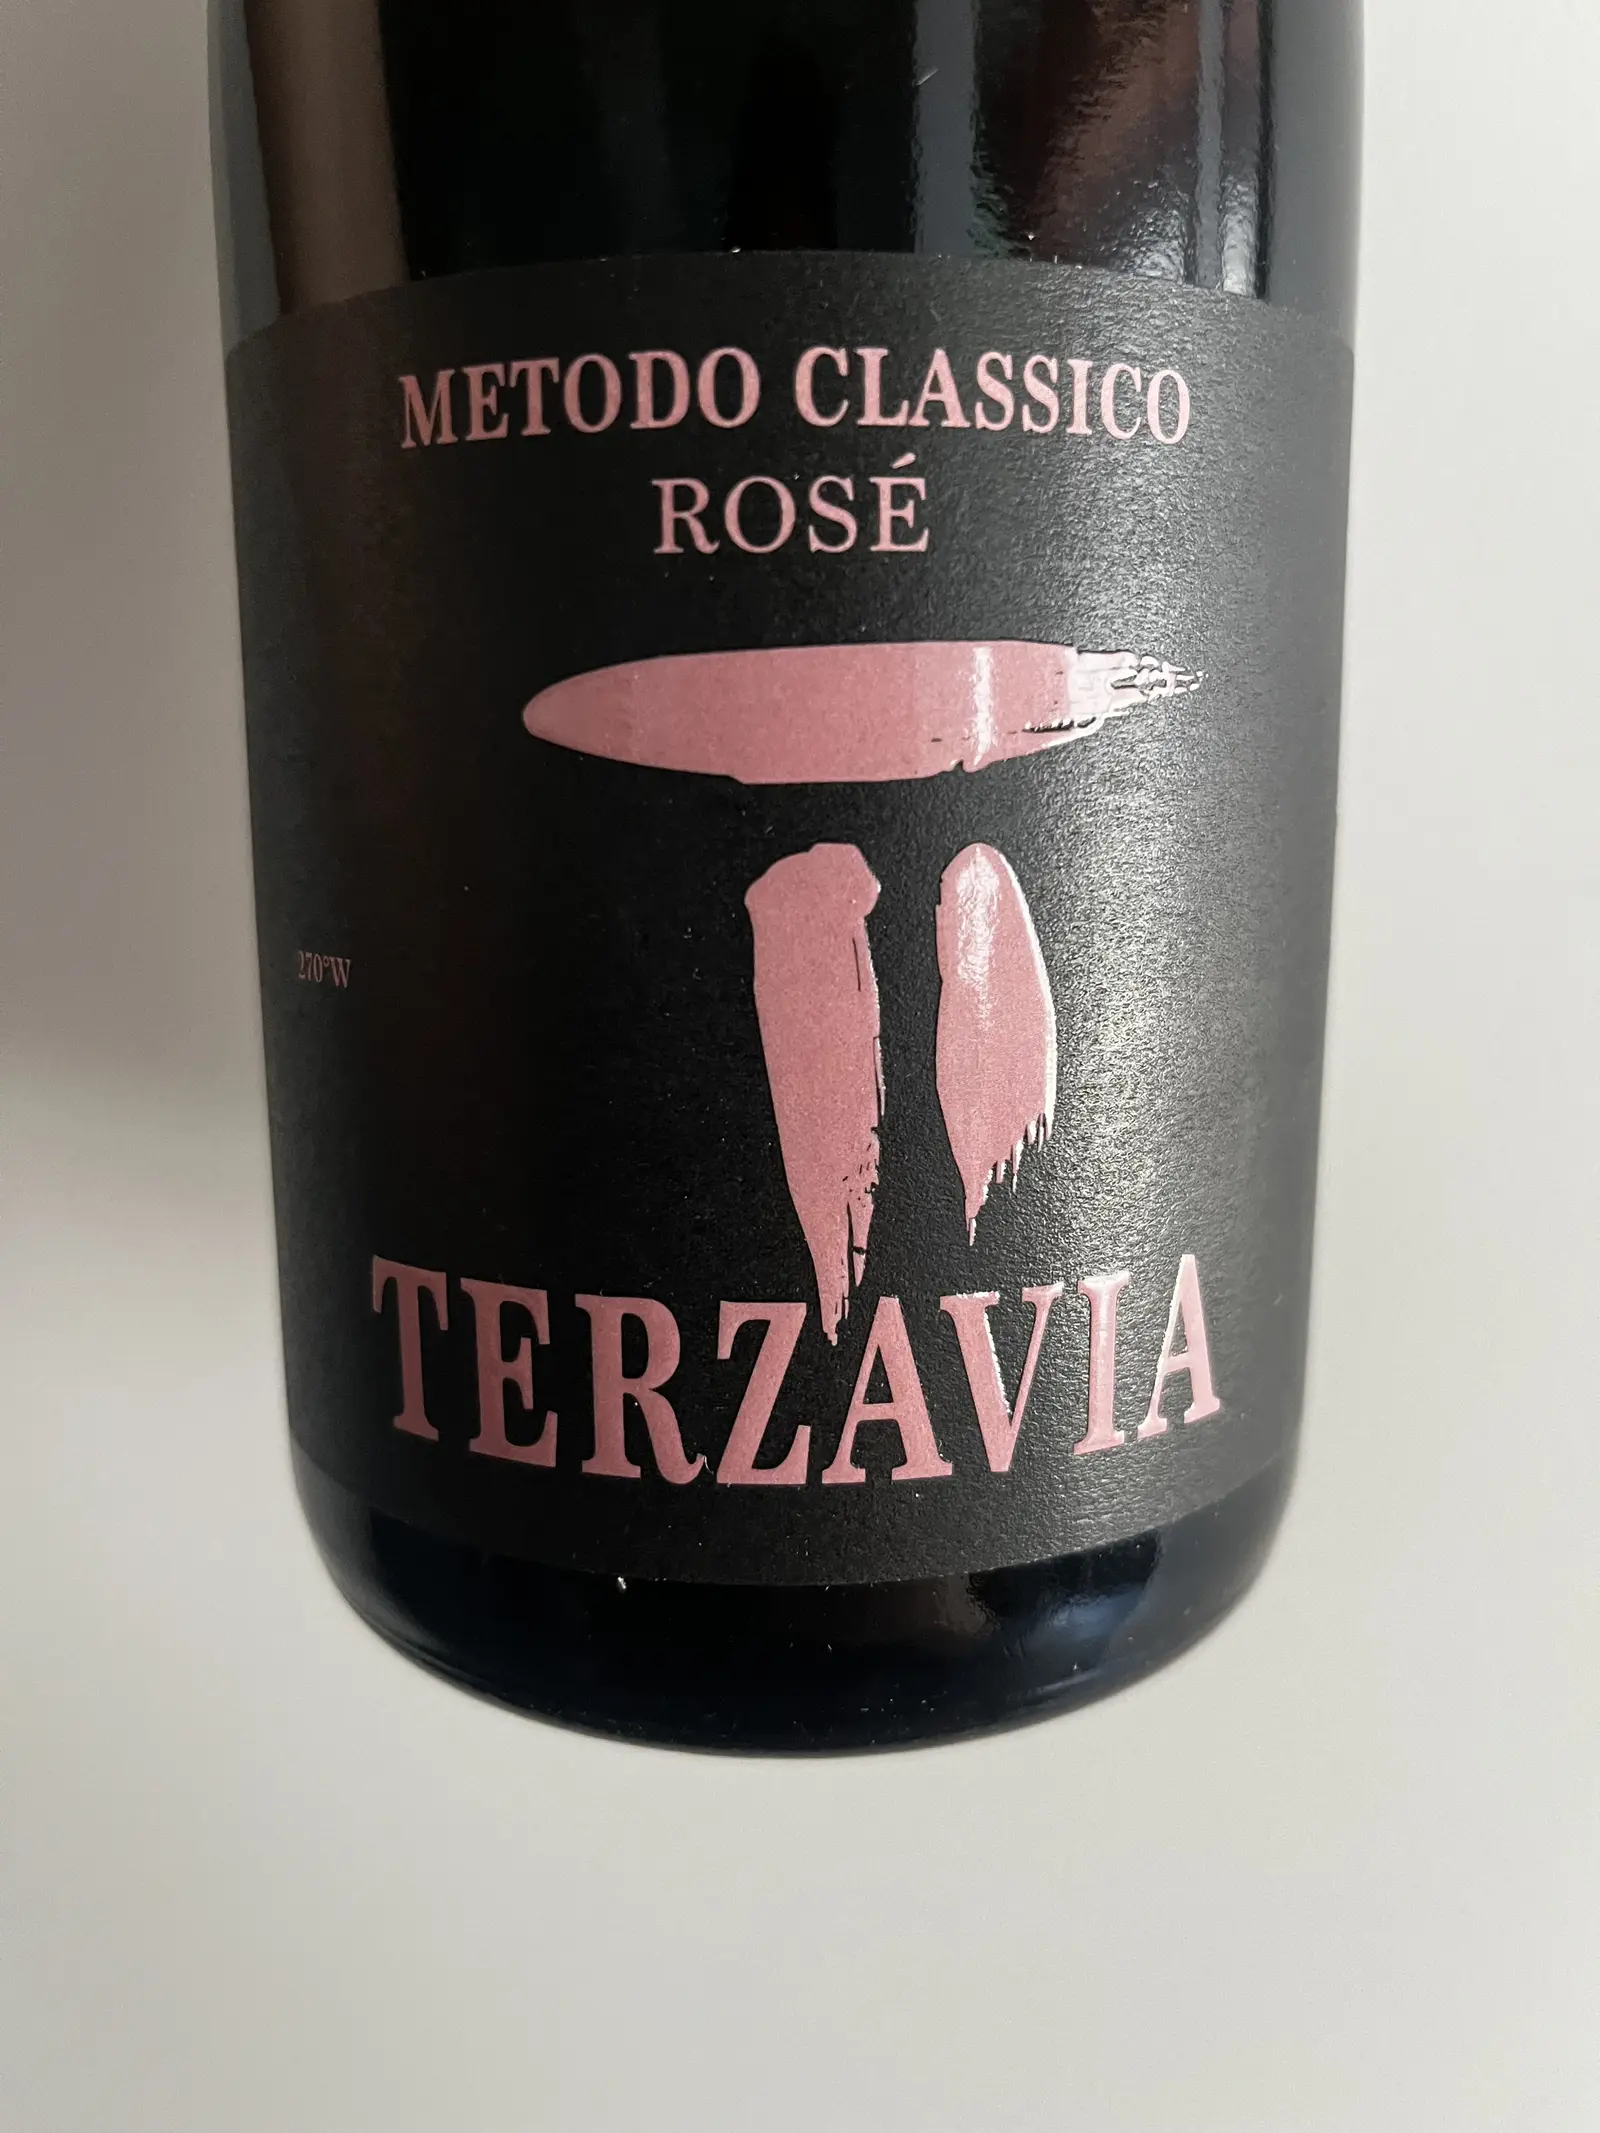 METODO CLASSICO
ROSÉ
270°W
TERZAVIA